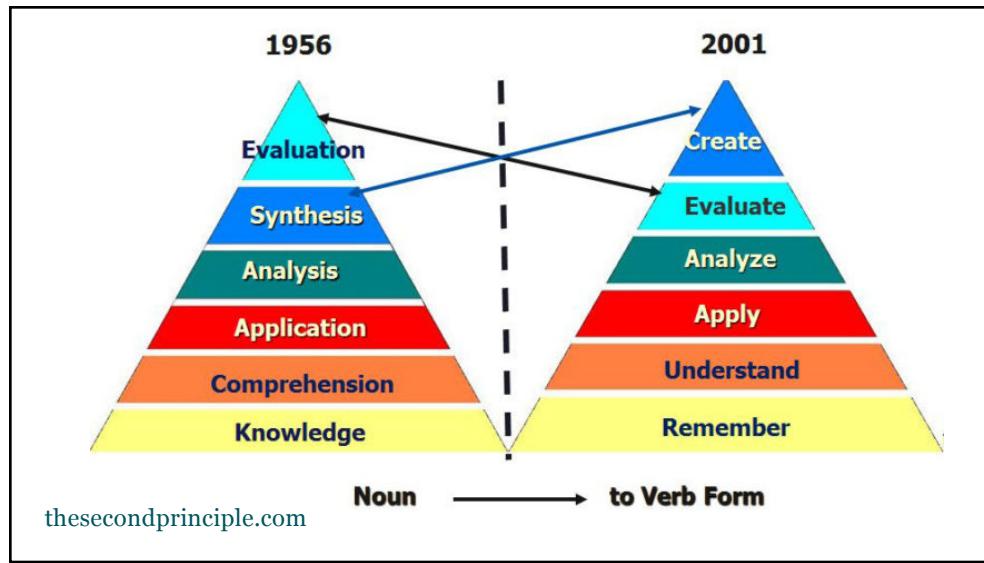 1956
2001
Evaluation
Synthesis
Analysis
Application
Comprehension
Knowledge
Create
Evaluate
Analyze
Apply
Understand
Remember
Noun to Verb Form
thesecondprinciple.com